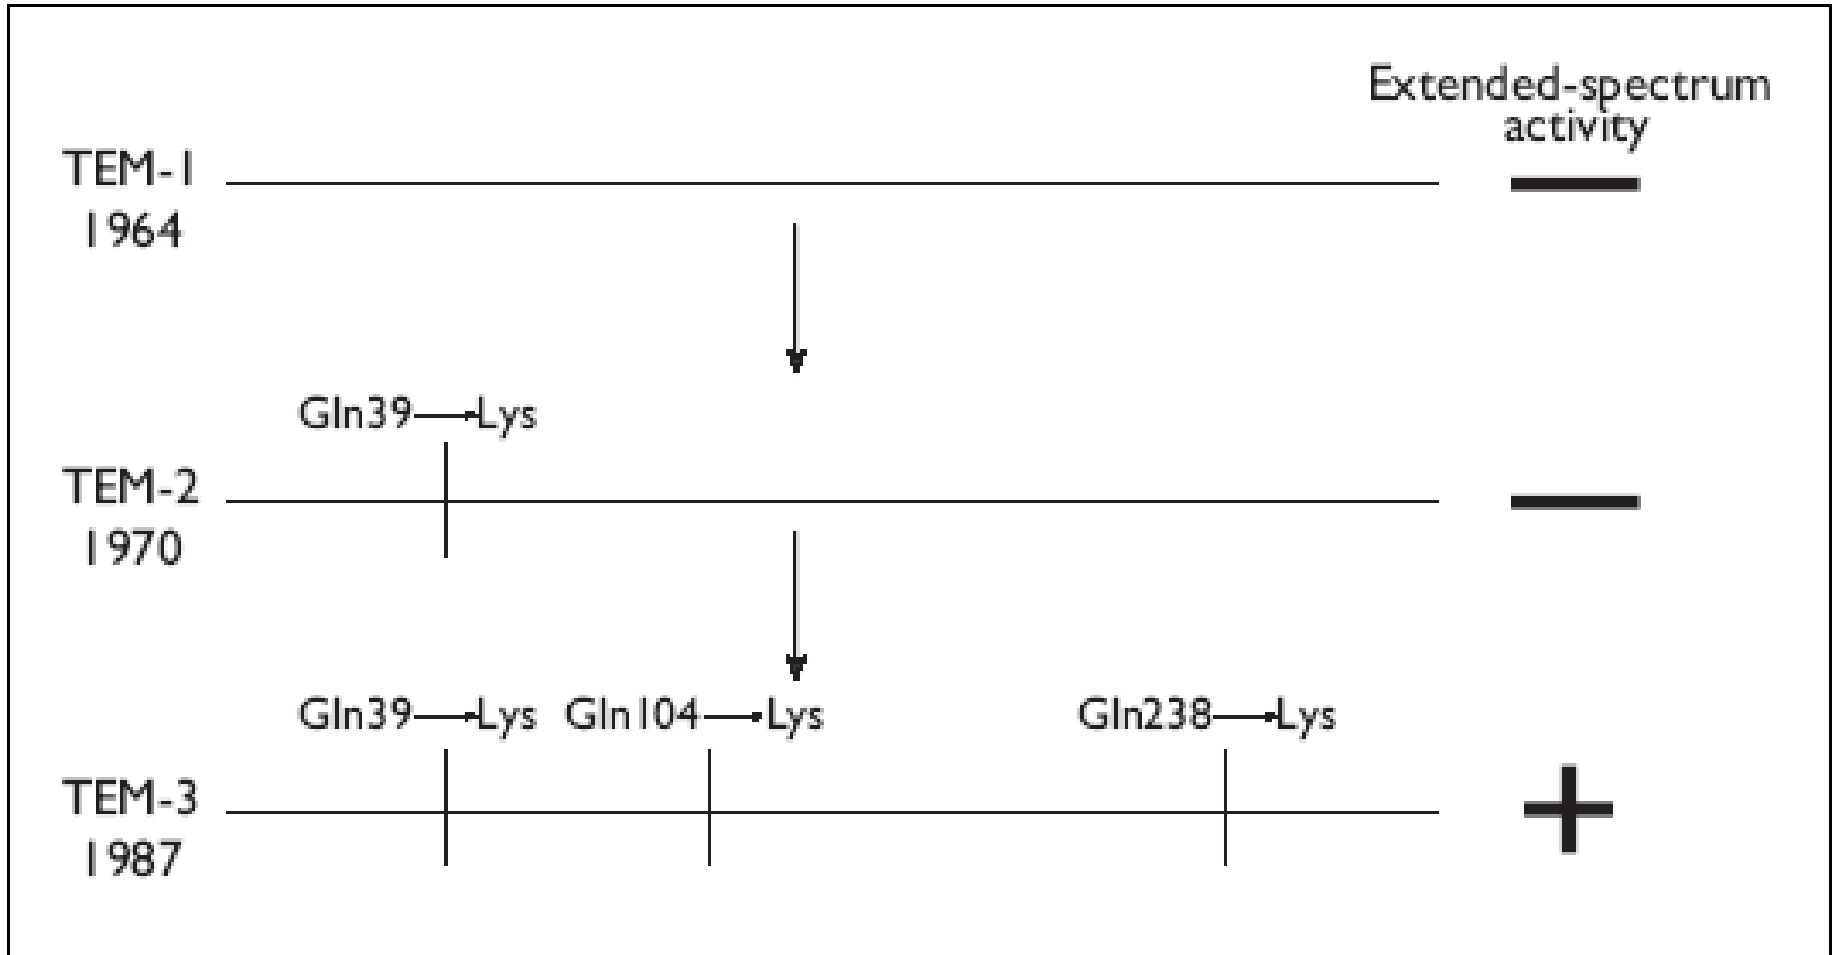 Extended-spectrum
activity
TEM-1
1964
Gln39→Lys
TEM-2
1970
Gln39→Lys Gln104→Lys Gln238→Lys
TEM-3
1987